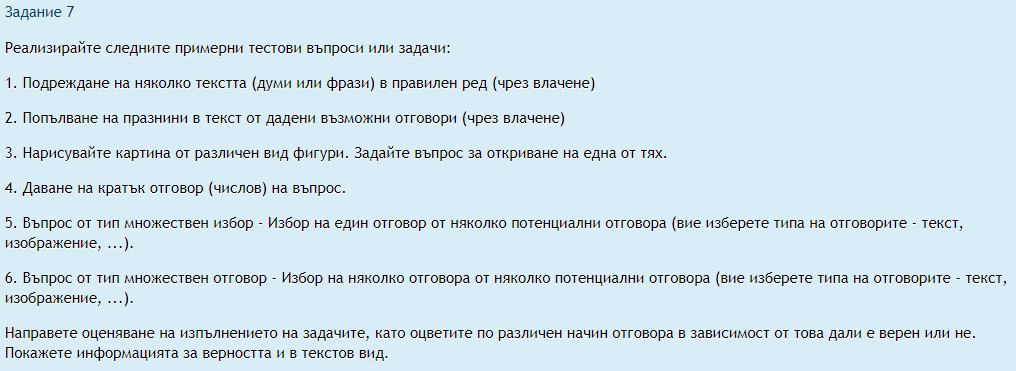 Задание 7
Реализирайте следните примерни тестови въпроси или задачи:
1. Подреждане на няколко текстта (думи или фрази) в правилен ред (чрез влачене)
2. Попълване на празнини в текст от дадени възможни отговори (чрез влачене)
3. Нарисувайте картина от различен вид фигури. Задайте въпрос за откриване на една от тях.
4. Даване на кратък отговор (числов) на въпрос.
5. Въпрос от тип множествен избор - Избор на един отговор от няколко потенциални отговора (вие изберете типа на отговорите - текст,
изображение, ...).
6. Въпрос от тип множествен отговор - Избор на няколко отговора от няколко потенциални отговора (вие изберете типа на отговорите - текст,
изображение, ...).
Направете оценяване на изпълнението на задачите, като оцветите по различен начин отговора в зависимост от това дали е верен или не.
Покажете информацията за верността и в текстов вид.